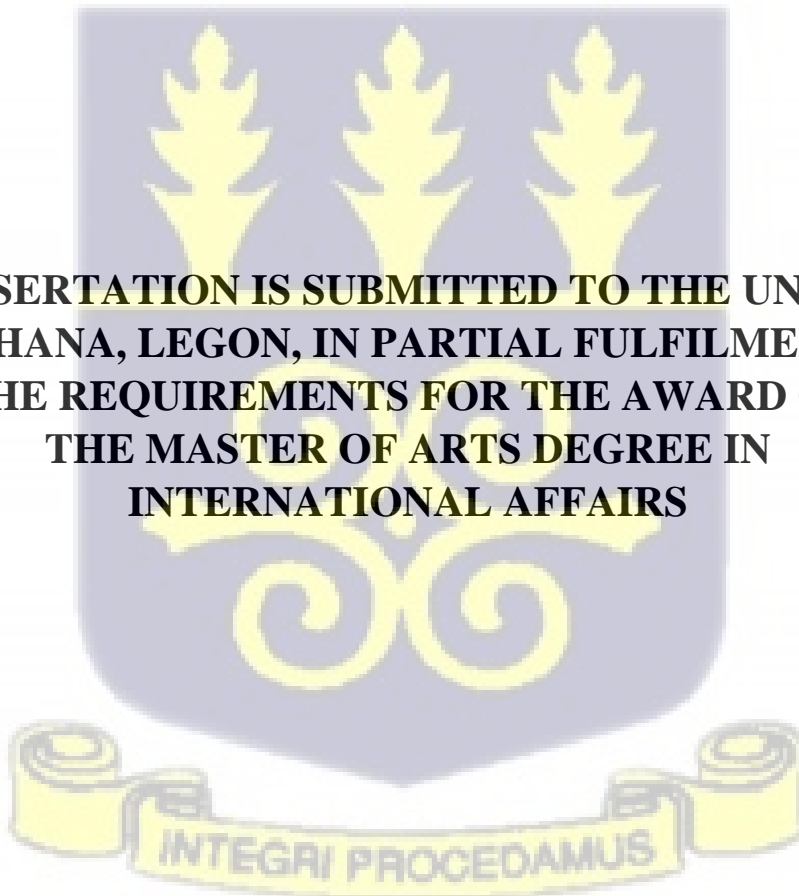 SERTATION IS SUBMITTED TO THE UN
HANA, LEGON, IN PARTIAL FULFILME
HE REQUIREMENTS FOR THE AWARD
THE MASTER OF ARTS DEGREE IN
INTERNATIONAL AFFAIRS
INTEGRI PROCEDAMUS